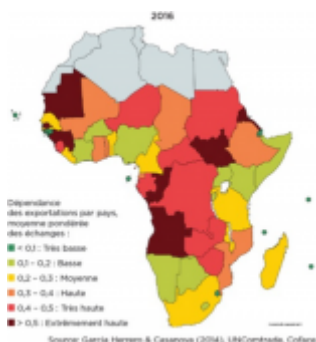 2016
Dépendance
des exportations par pays,
moyenne pondérée
des échanges :
< 0,1 : Très basse
0,1 - 0,2 : Basse
0,2 - 0,3 : Moyenne
0,3 - 0,4 : Haute
0,4 - 0,5 : Très haute
> 0,5 : Extrêmement haute
Source: Garcia Herrero & Casanova (2014), UNComtrade, Coface